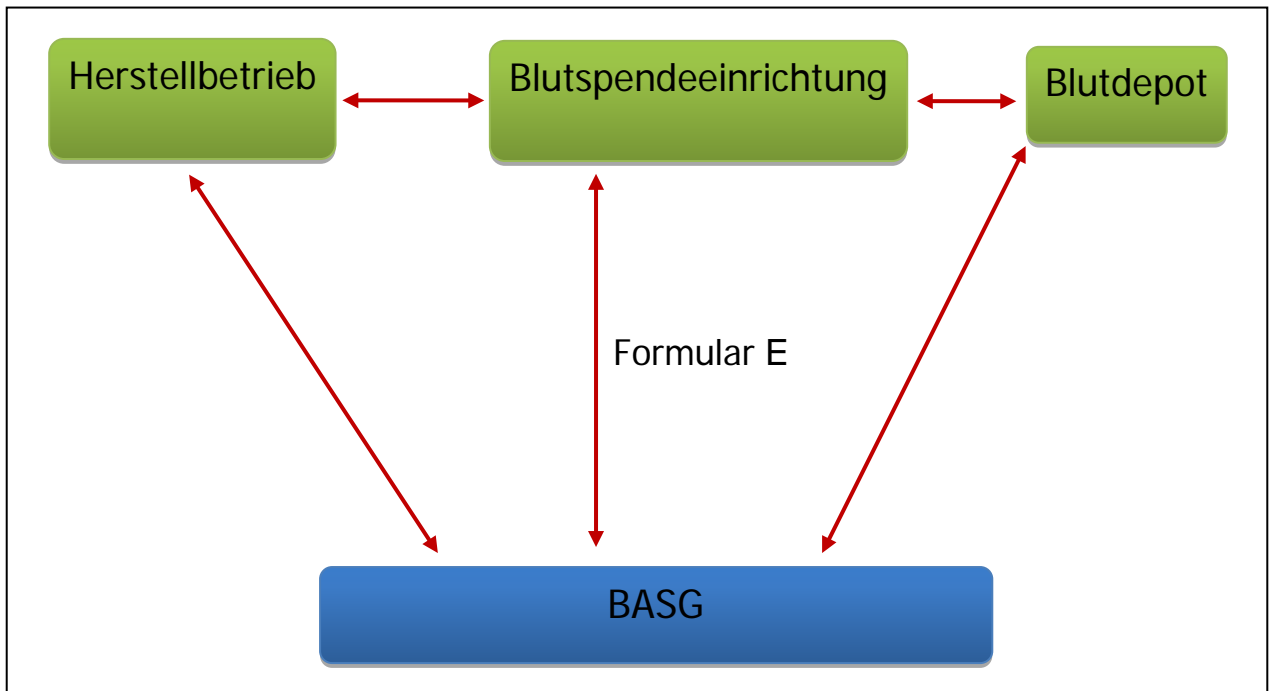 Herstellbetrieb
Blutspendeeinrichtung
Blutdepot
Formular E
BASG